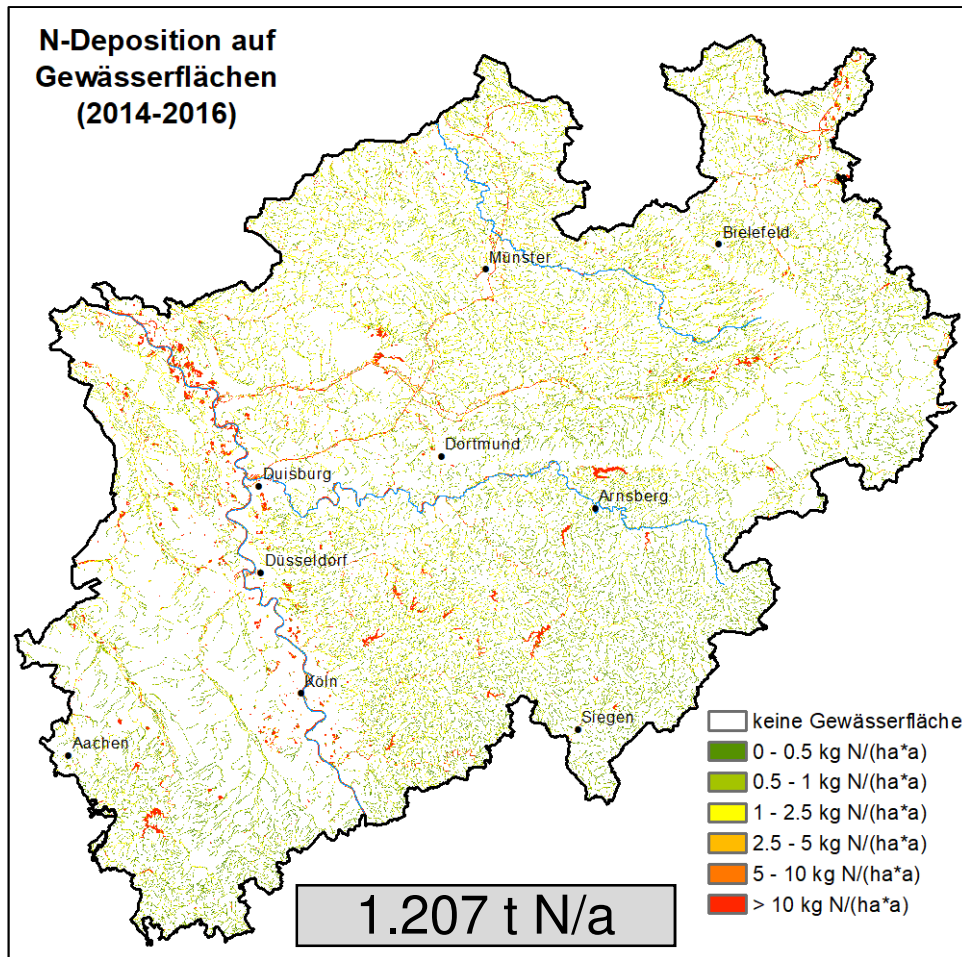 N-Deposition auf
Gewässerflächen
(2014-2016)
Bielefeld
Münster
Dortmund
Duisburg
Arnsberg
Düsseldorf
Köln
Siegen
Aachen
keine Gewässerfläche
0 - 0.5 kg N/(ha*a)
0.5 - 1 kg N/(ha*a)
1 - 2.5 kg N/(ha*a)
2.5 - 5 kg N/(ha*a)
5 - 10 kg N/(ha*a)
> 10 kg N/(ha*a)
1.207 t N/a